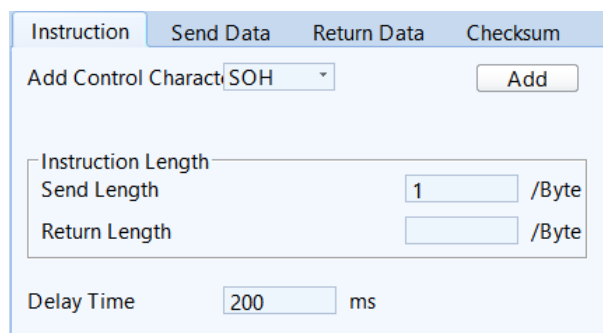 Instruction Send Data Return Data Checksum
Add Control Charact SOH Add
Instruction Length
Send Length 1 /Byte
Return Length /Byte
Delay Time 200 ms